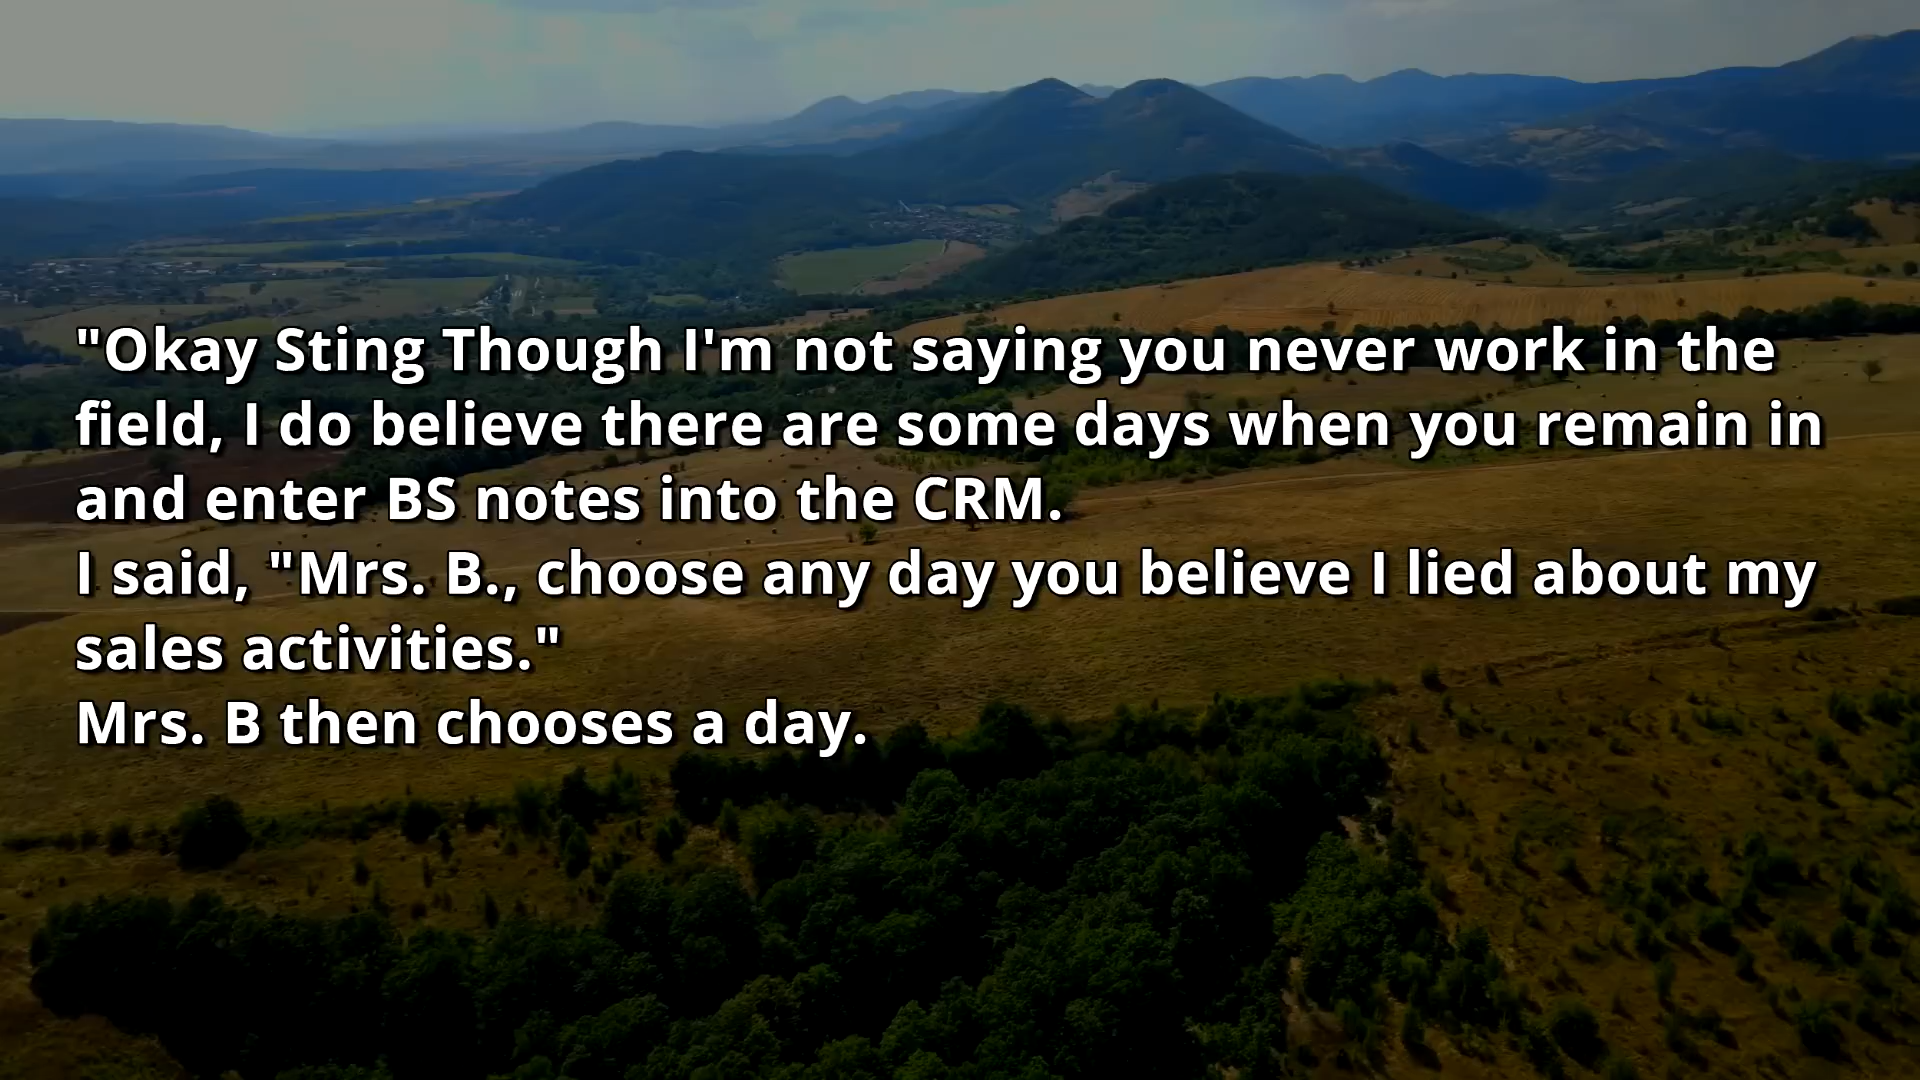 "Okay Sting Though I'm not saying you never work in the
field, I do believe there are some days when you remain in
and enter BS notes into the CRM.
I said, "Mrs. B., choose any day you believe I lied about my
sales activities."
Mrs. B then chooses a day.